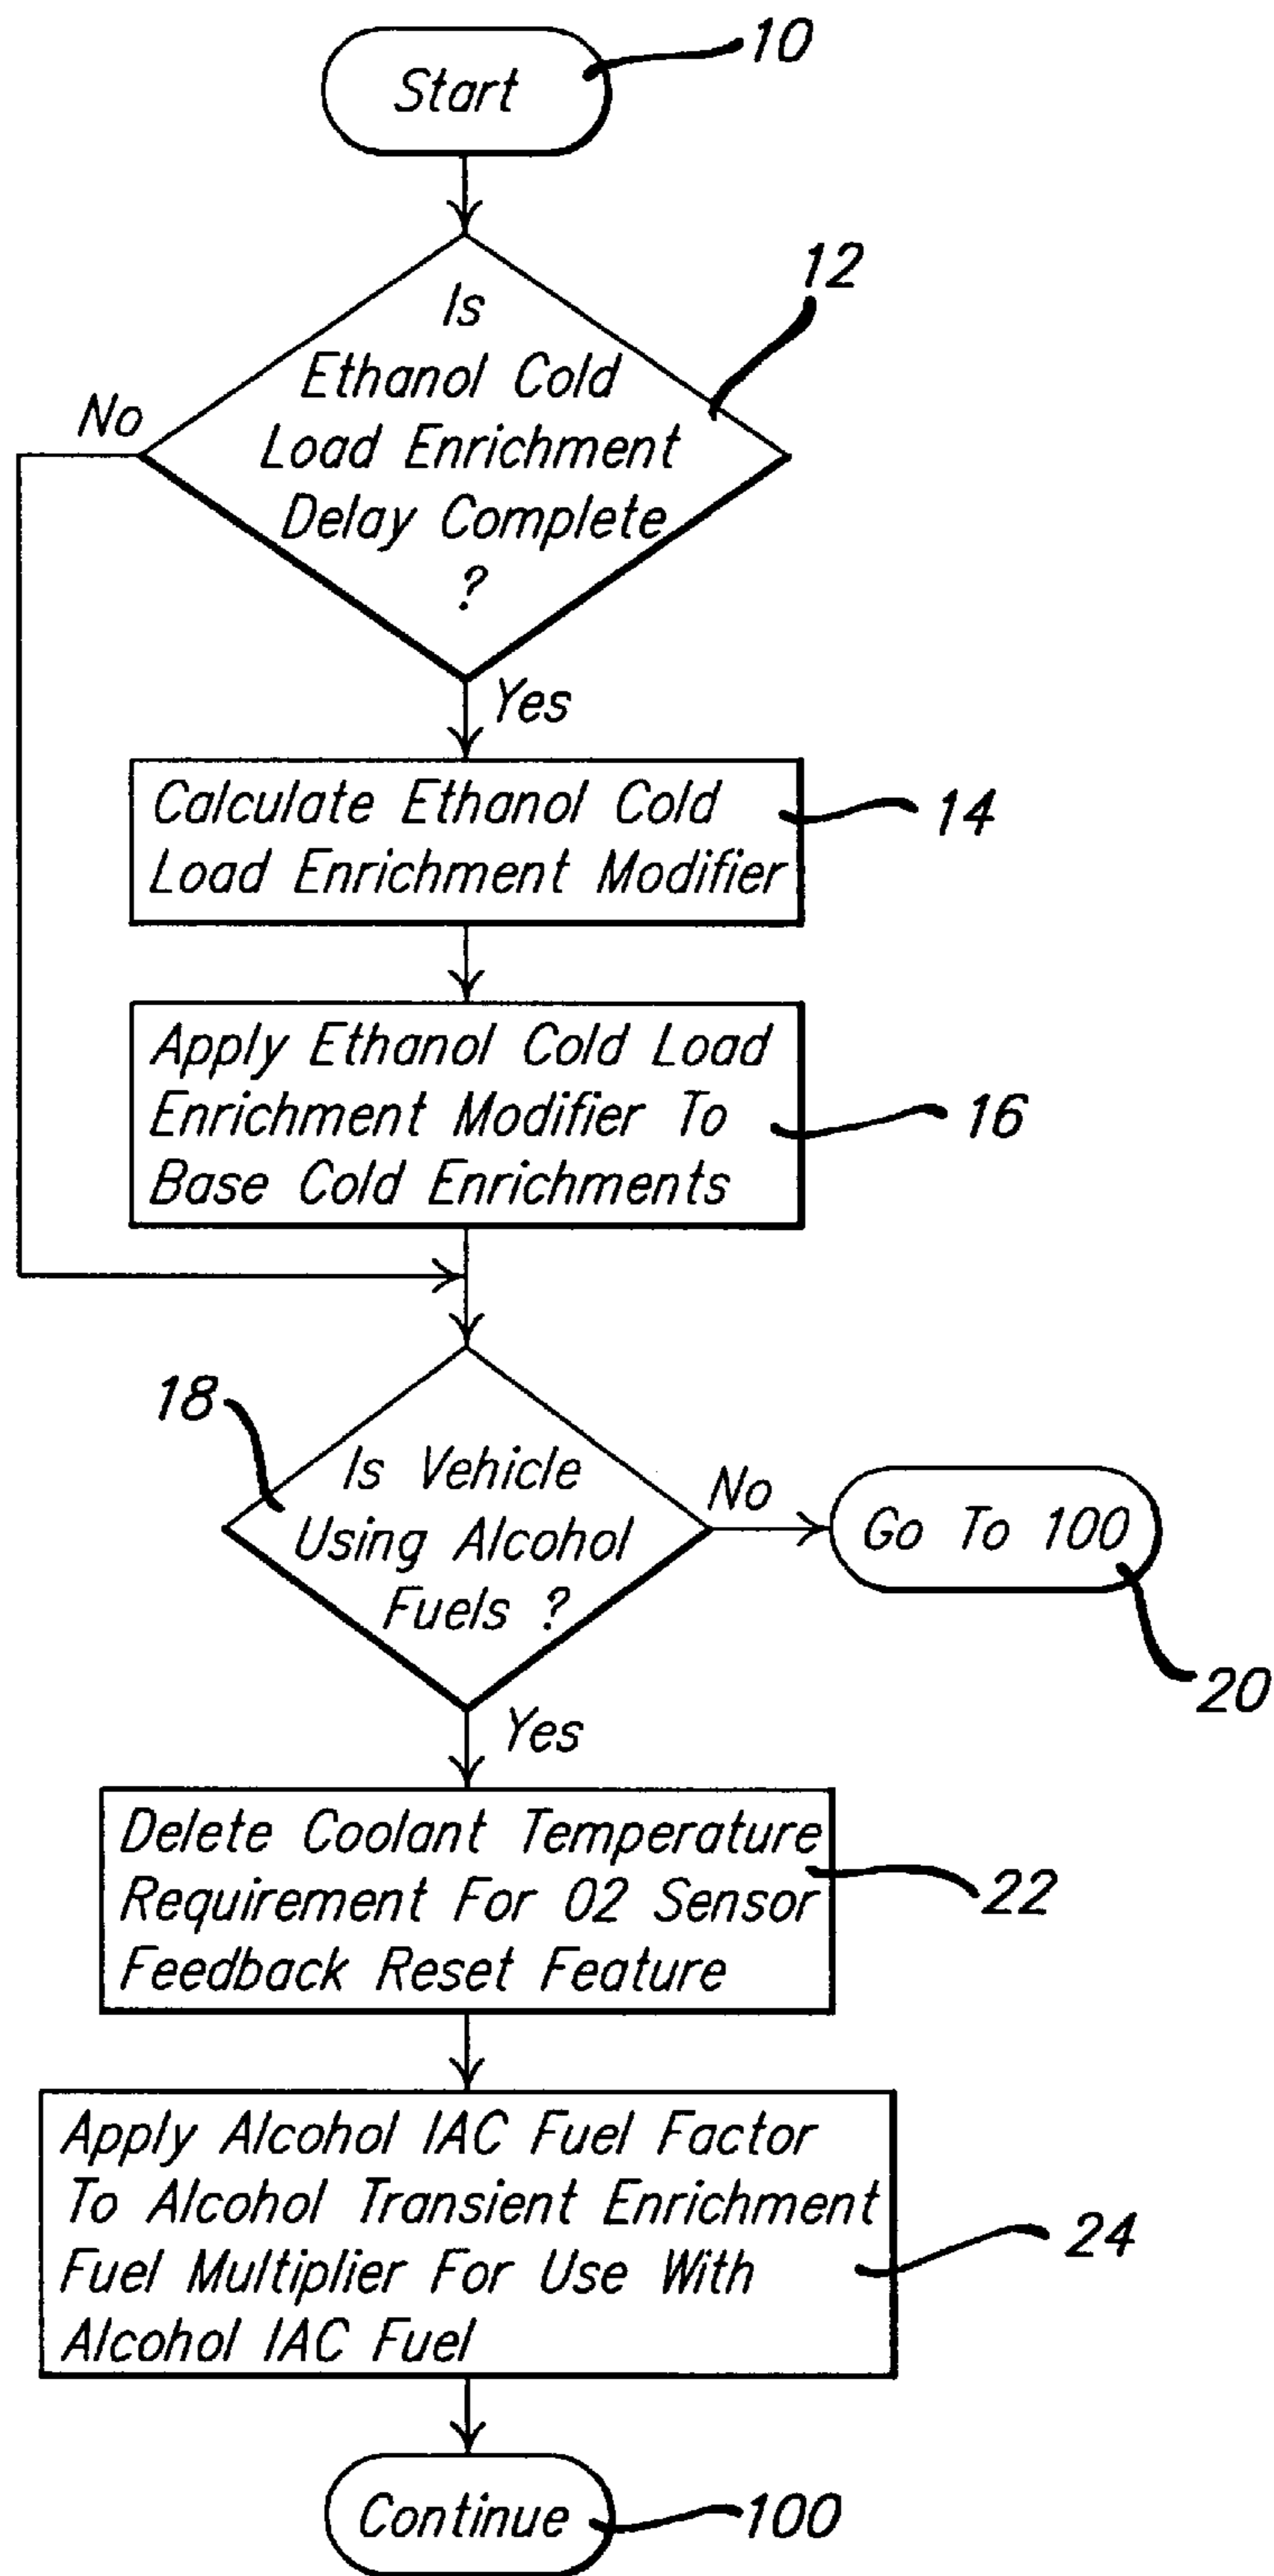 Start
10
Is
Ethanol Cold
Load Enrichment
Delay Complete
?
12
No
Yes
Calculate Ethanol Cold
Load Enrichment Modifier
14
Apply Ethanol Cold Load
Enrichment Modifier To
Base Cold Enrichments
16
18
Is Vehicle
Using Alcohol
Fuels ?
No
Go To 100
20
Yes
Delete Coolant Temperature
Requirement For O2 Sensor
Feedback Reset Feature
22
Apply Alcohol IAC Fuel Factor
To Alcohol Transient Enrichment
Fuel Multiplier For Use With
Alcohol IAC Fuel
24
Continue
100